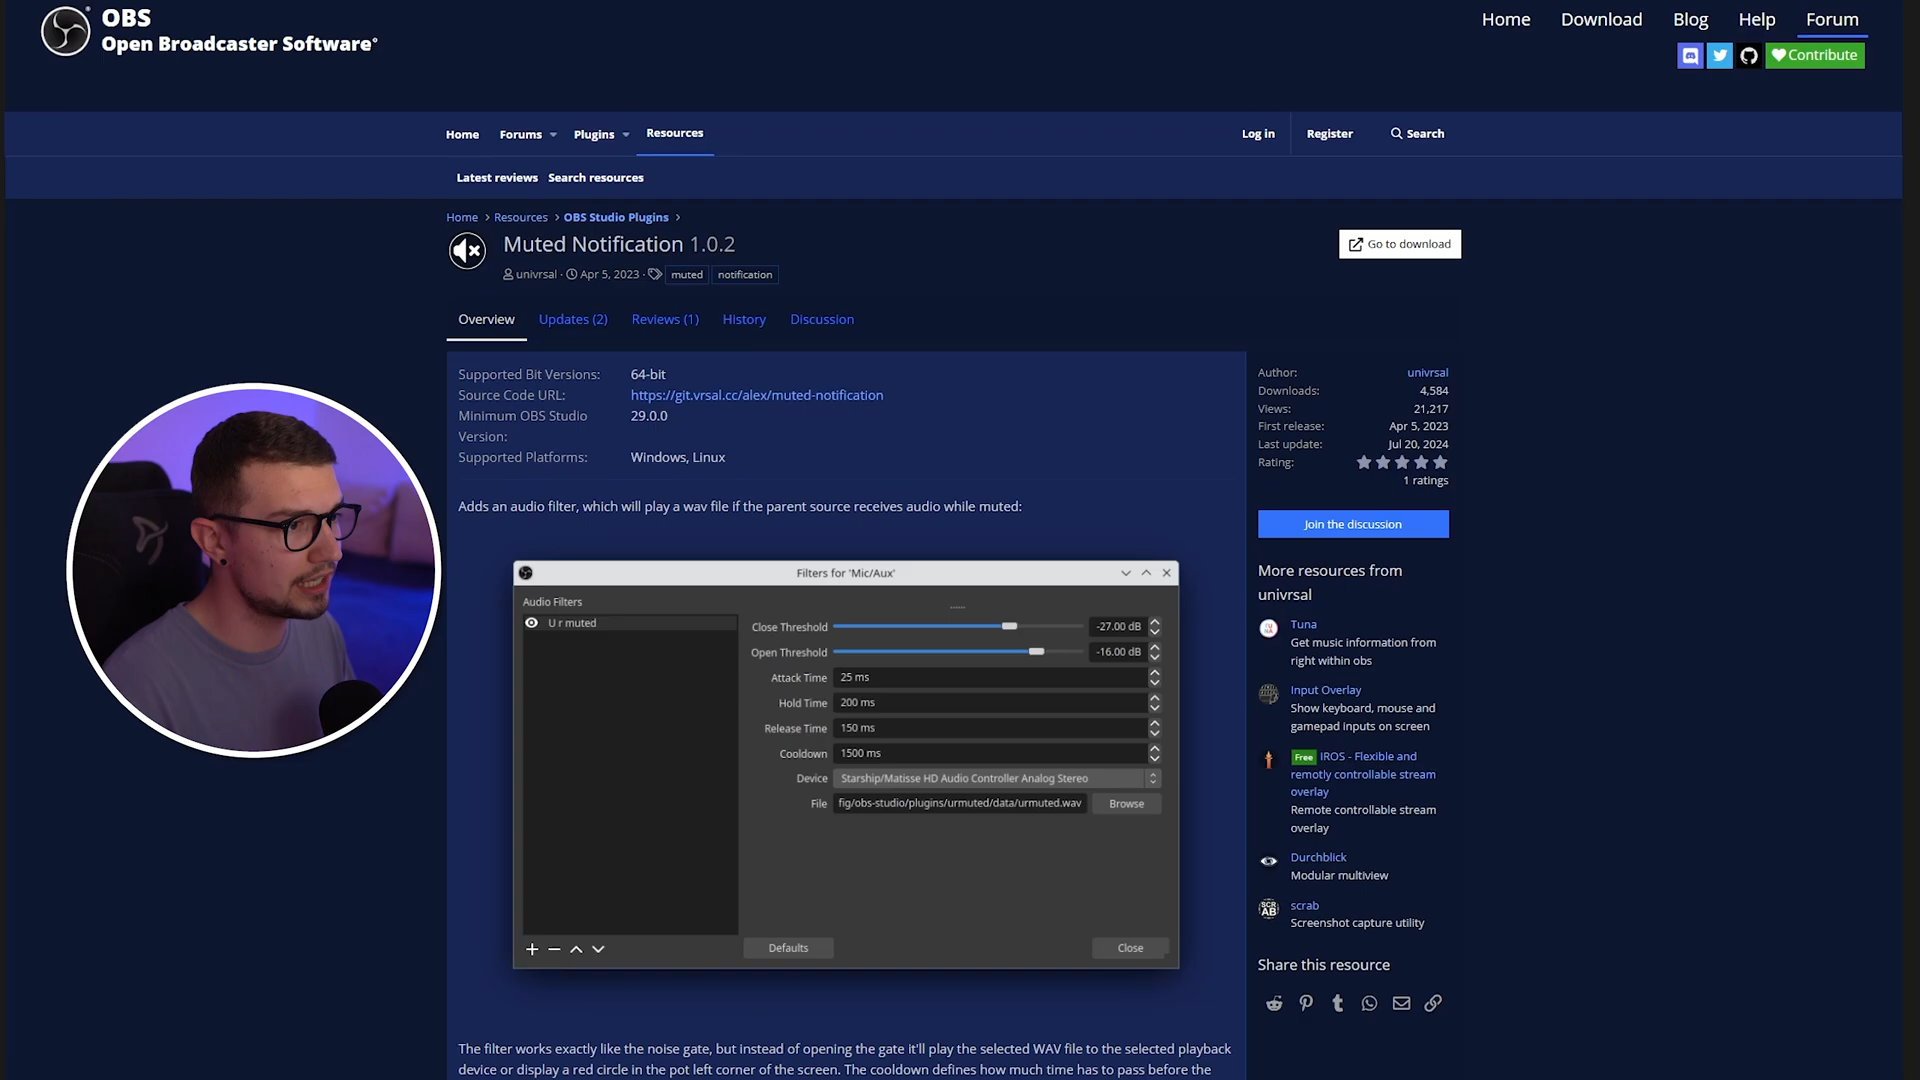 OBS
Open Broadcaster Software®
Home Download Blog Help Forum
Contribute
Home Forums Plugins Resources
Log in Register Search
Latest reviews Search resources
Home › Resources › OBS Studio Plugins ›
Muted Notification 1.0.2
Go to download
univrsal · Apr 5, 2023 · muted notification
Overview Updates (2) Reviews (1) History Discussion
Supported Bit Versions: 64-bit
Source Code URL: https://git.vrsal.cc/alex/muted-notification
Minimum OBS Studio 29.0.0
Version:
Supported Platforms: Windows, Linux
Adds an audio filter, which will play a wav file if the parent source receives audio while muted:
Filters for 'Mic/Aux'
Audio Filters
U r muted
Close Threshold -27.00 dB
Open Threshold -16.00 dB
Attack Time 25 ms
Hold Time 200 ms
Release Time 150 ms
Cooldown 1500 ms
Device Starship/Matisse HD Audio Controller Analog Stereo
File fig/obs-studio/plugins/urmuted/data/urmuted.wav Browse
Defaults Close
The filter works exactly like the noise gate, but instead of opening the gate it'll play the selected WAV file to the selected playback
device or display a red circle in the pot left corner of the screen. The cooldown defines how much time has to pass before the
Author: univrsal
Downloads: 4,584
Views: 21,217
First release: Apr 5, 2023
Last update: Jul 20, 2024
Rating:
1 ratings
Join the discussion
More resources from
univrsal
TU
NA
Tuna
Get music information from
right within obs
Input Overlay
Show keyboard, mouse and
gamepad inputs on screen
Free IROS - Flexible and
remotly controllable stream
overlay
Remote controllable stream
overlay
Durchblick
Modular multiview
SCR
AB
scrab
Screenshot capture utility
Share this resource